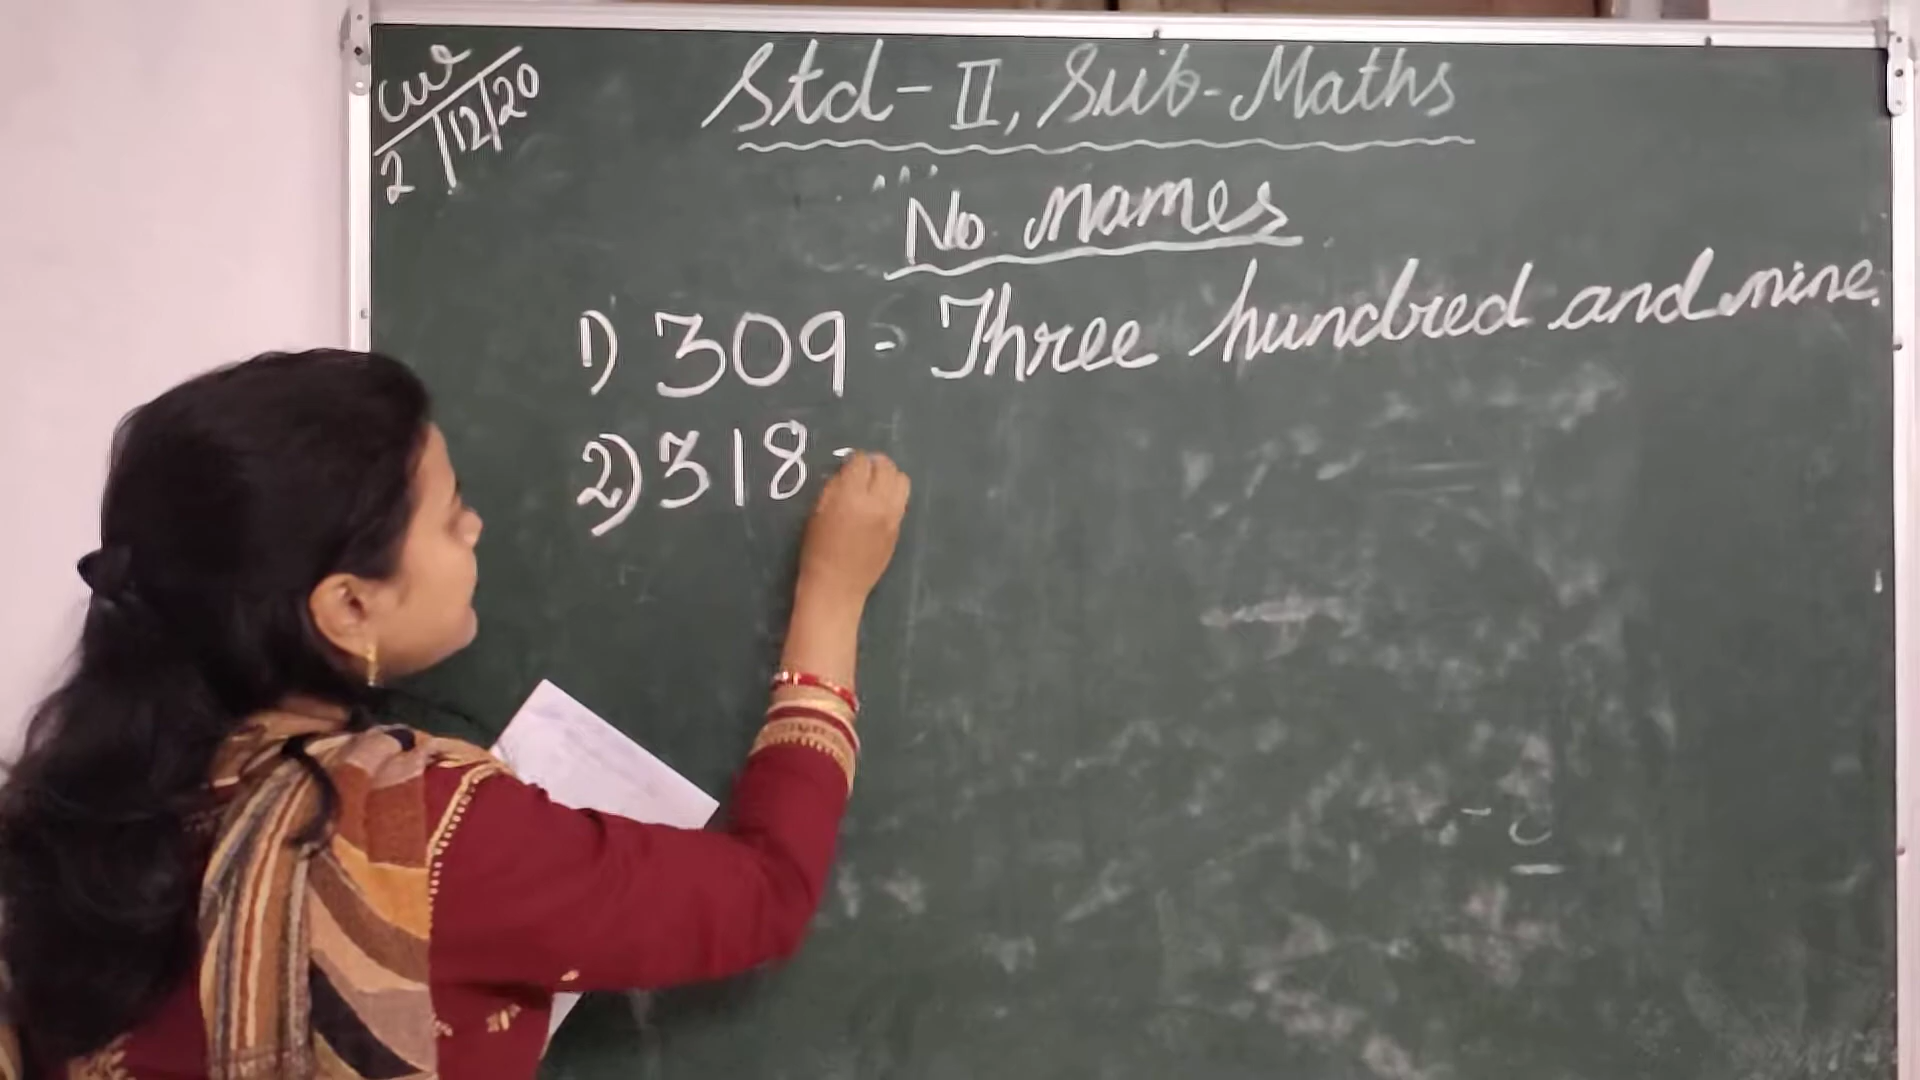 CW
2/12/20
Std-II, Sub-Maths
No names
1) 309 - Three hundred and nine.
2) 318 -